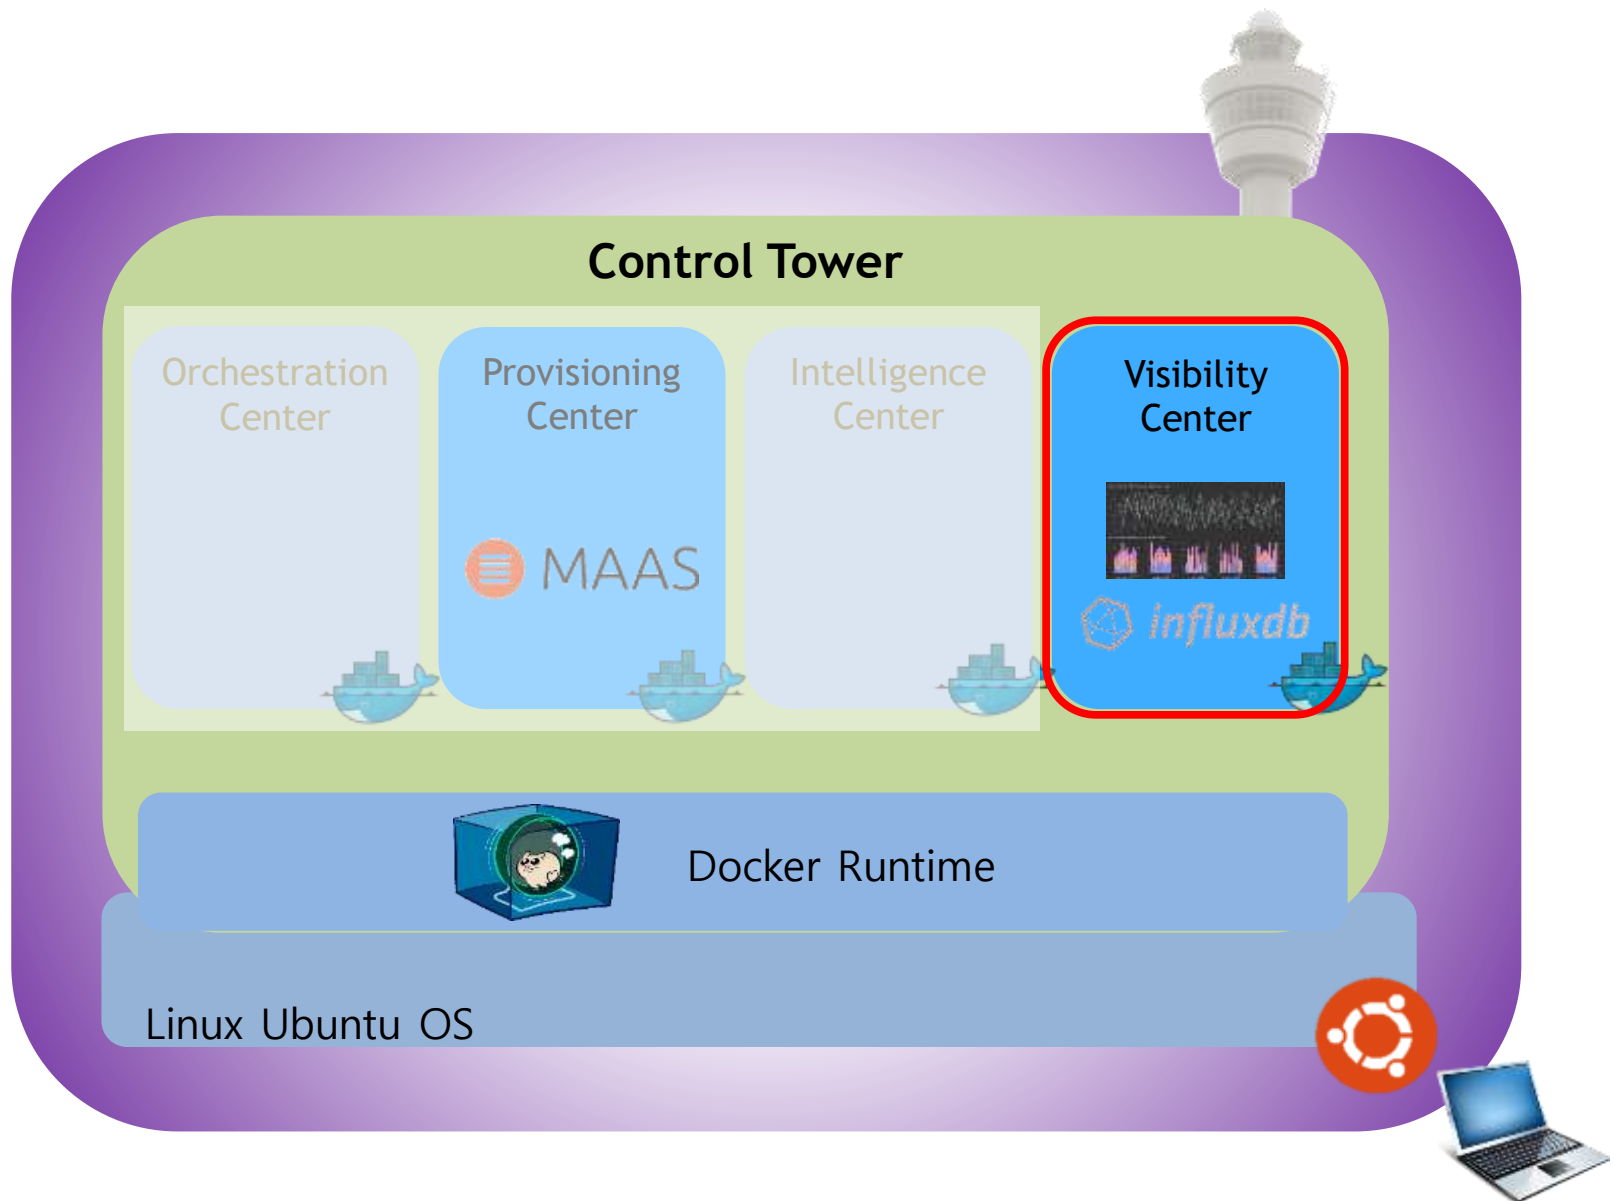 Control Tower
Orchestration
Center
Provisioning
Center
MAAS
Intelligence
Center
Visibility
Center
influxdb
Docker Runtime
Linux Ubuntu OS